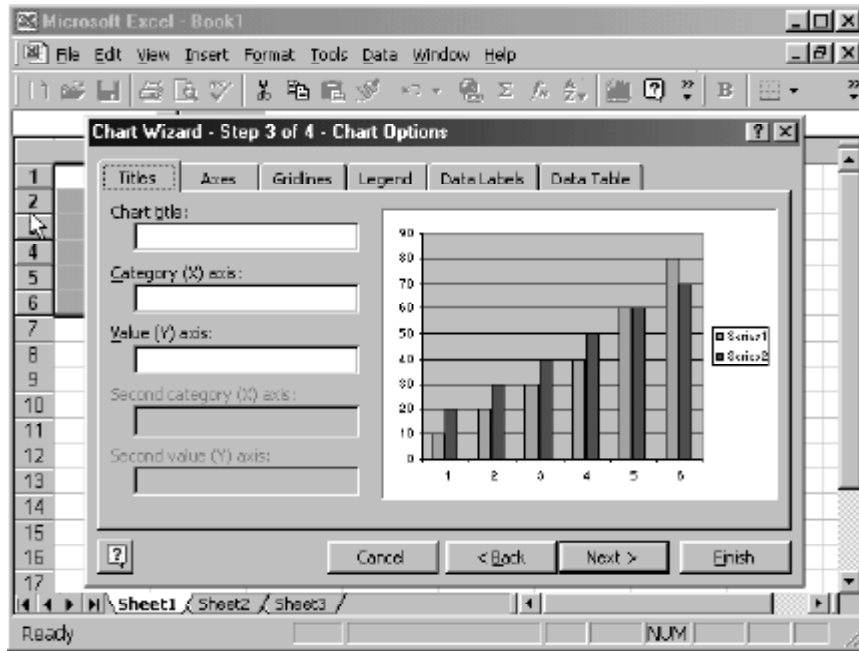 Microsoft Excel - Book1
File Edit View Insert Format Tools Data Window Help
B
Chart Wizard - Step 3 of 4 - Chart Options
Titles Axes Gridlines Legend Data Labels Data Table
Chart title:
Category (X) axis:
Value (Y) axis:
Second category (X) axis:
Second value (Y) axis:
90
80
70
60
50
40
30
20
10
0
1 2 3 4 5 6
Series1
Series2
1
2
4
5
6
7
8
9
10
11
12
13
14
15
16
17
Cancel < Back Next > Finish
Sheet1 Sheet2 Sheet3
Ready NUM